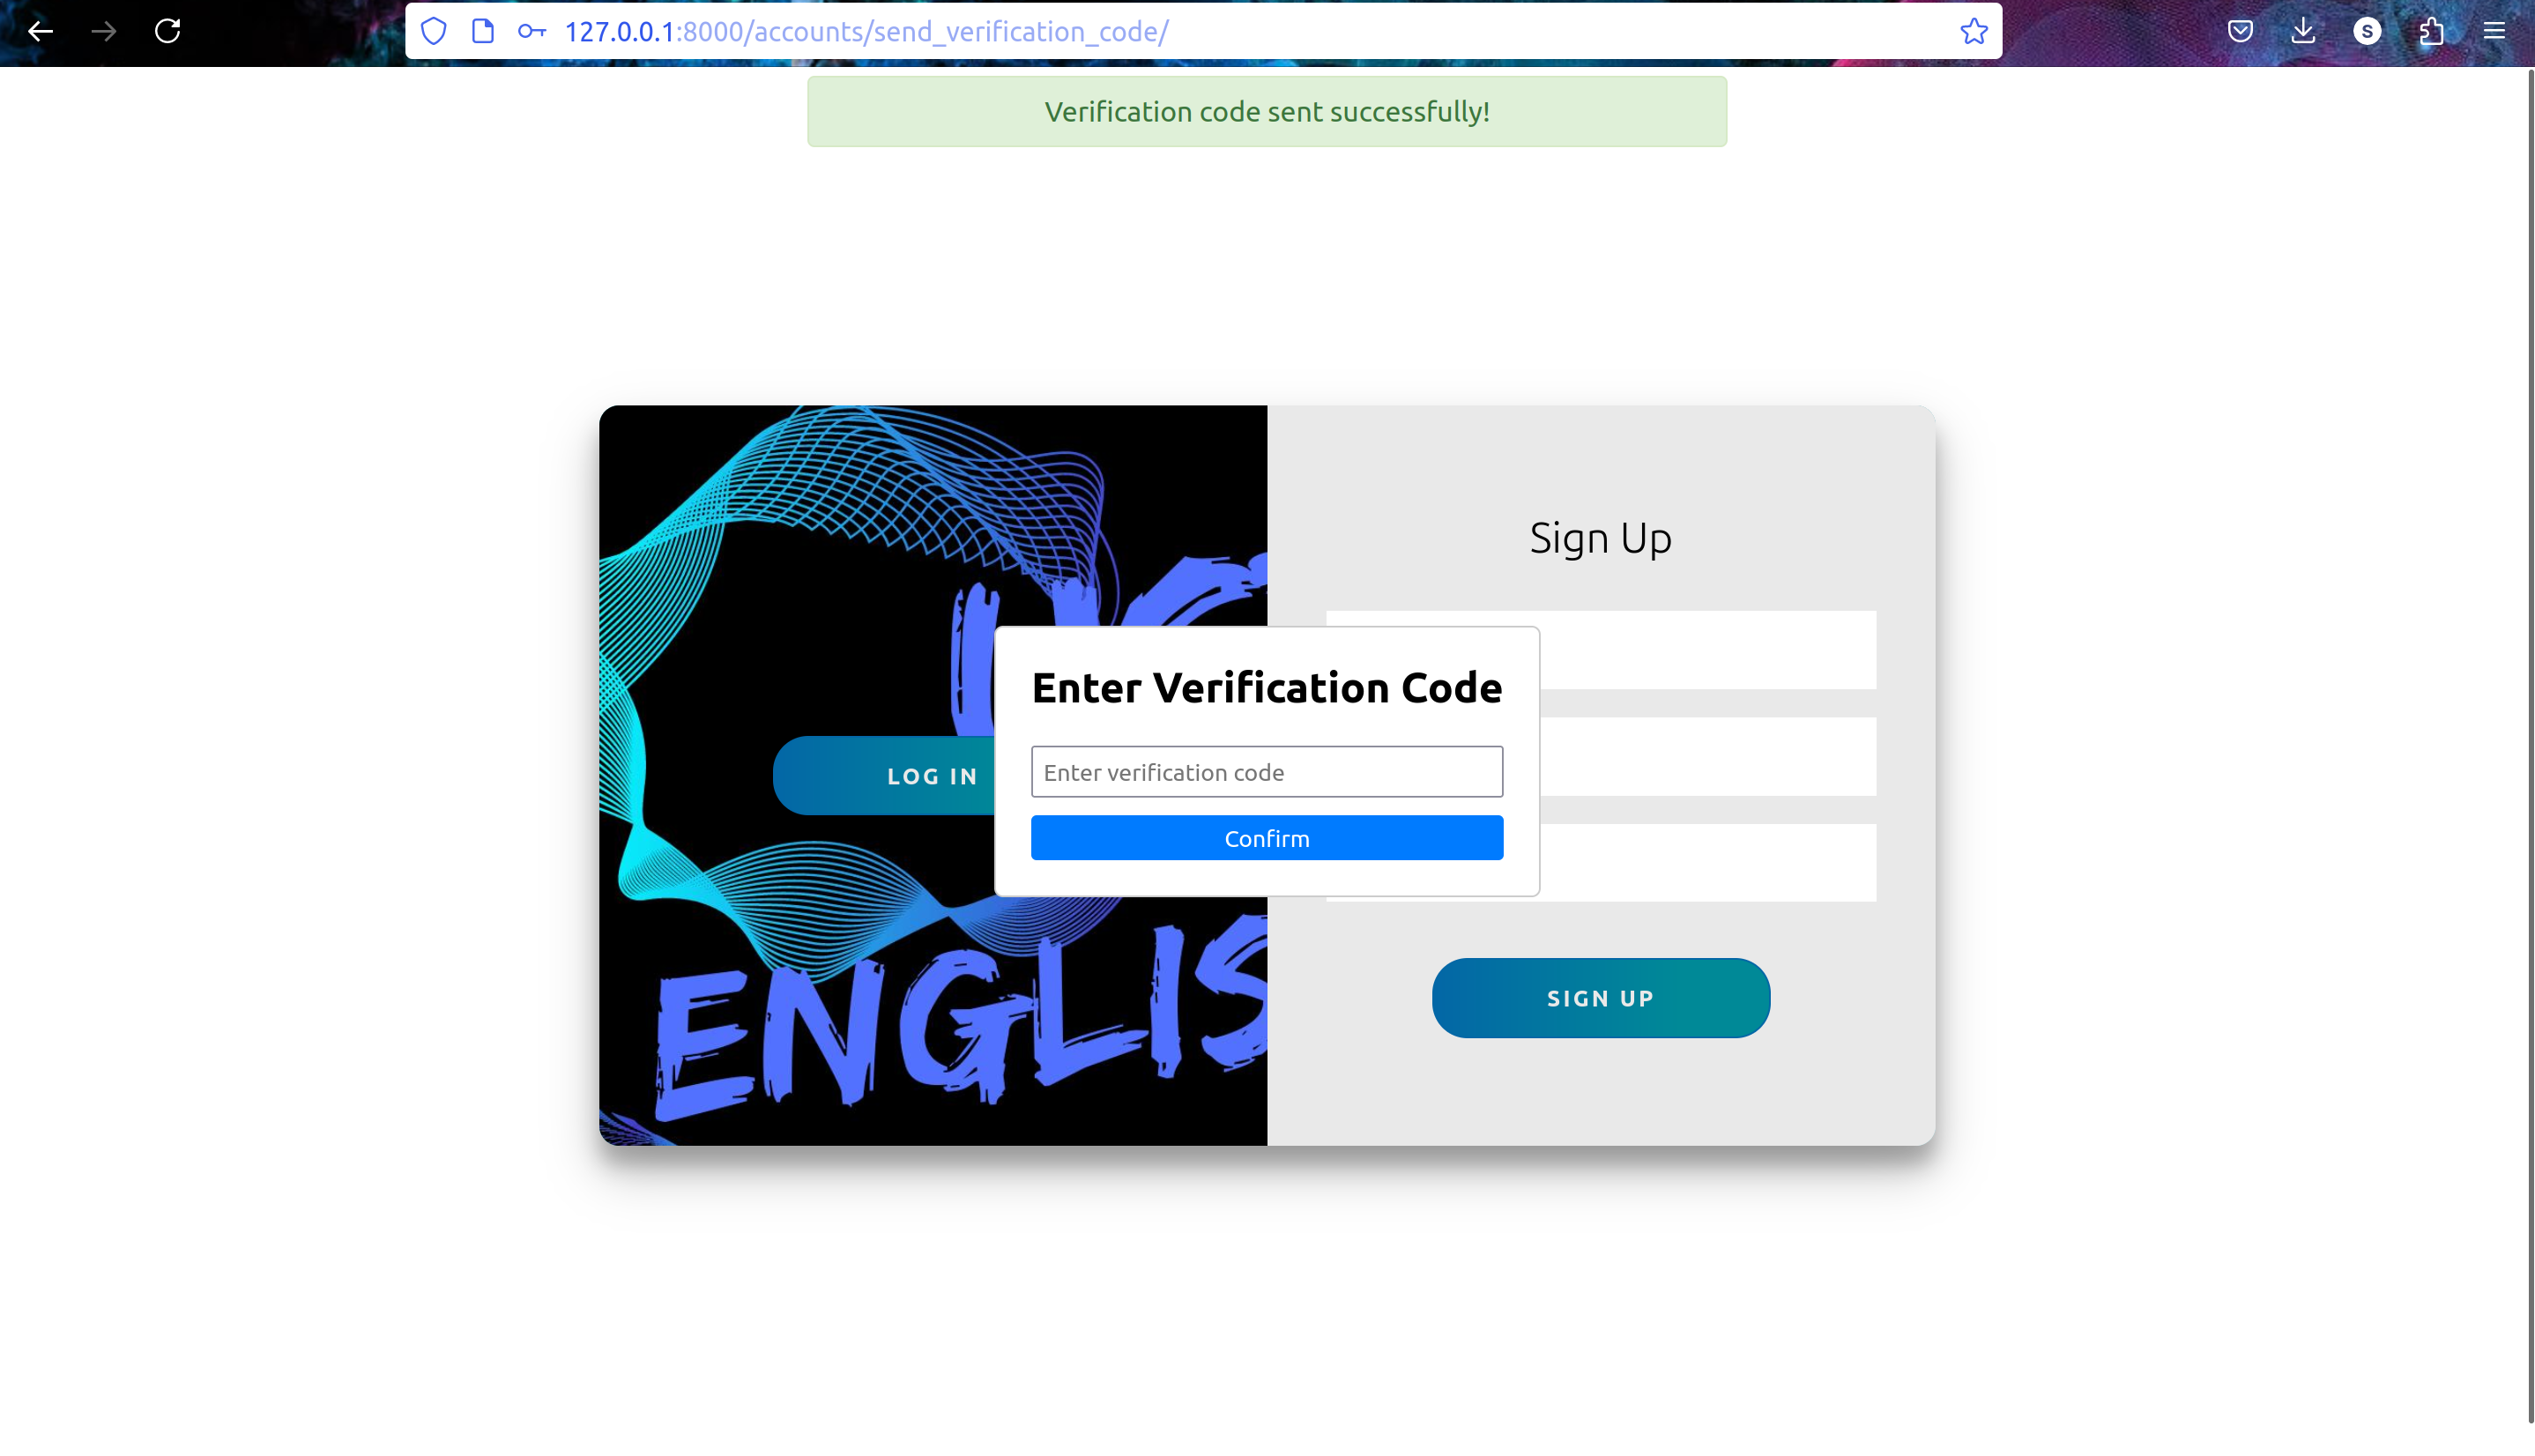 127.0.0.1:8000/accounts/send_verification_code/
S
Verification code sent successfully!
Sign Up
Enter Verification Code
Enter verification code
LOG IN
Confirm
SIGN UP